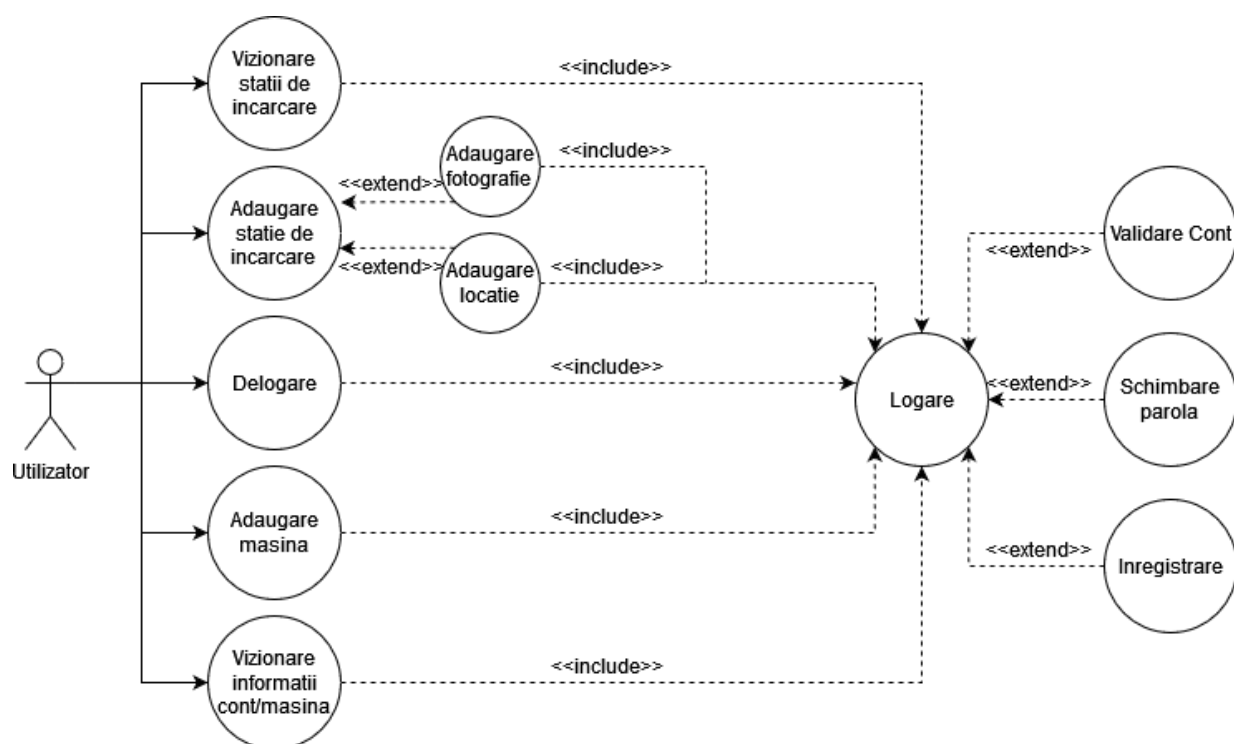 Vizionare
statii de
incarcare
<<include>>
Adaugare
fotografie
<<include>>
<<extend>>
Adaugare
statie de
incarcare
<<extend>>
Adaugare
locatie
<<include>>
Validare Cont
<<extend>>
Delogare
<<include>>
Logare
<<extend>>
Schimbare
parola
Utilizator
Adaugare
masina
<<include>>
<<extend>>
Inregistrare
Vizionare
informatii
cont/masina
<<include>>